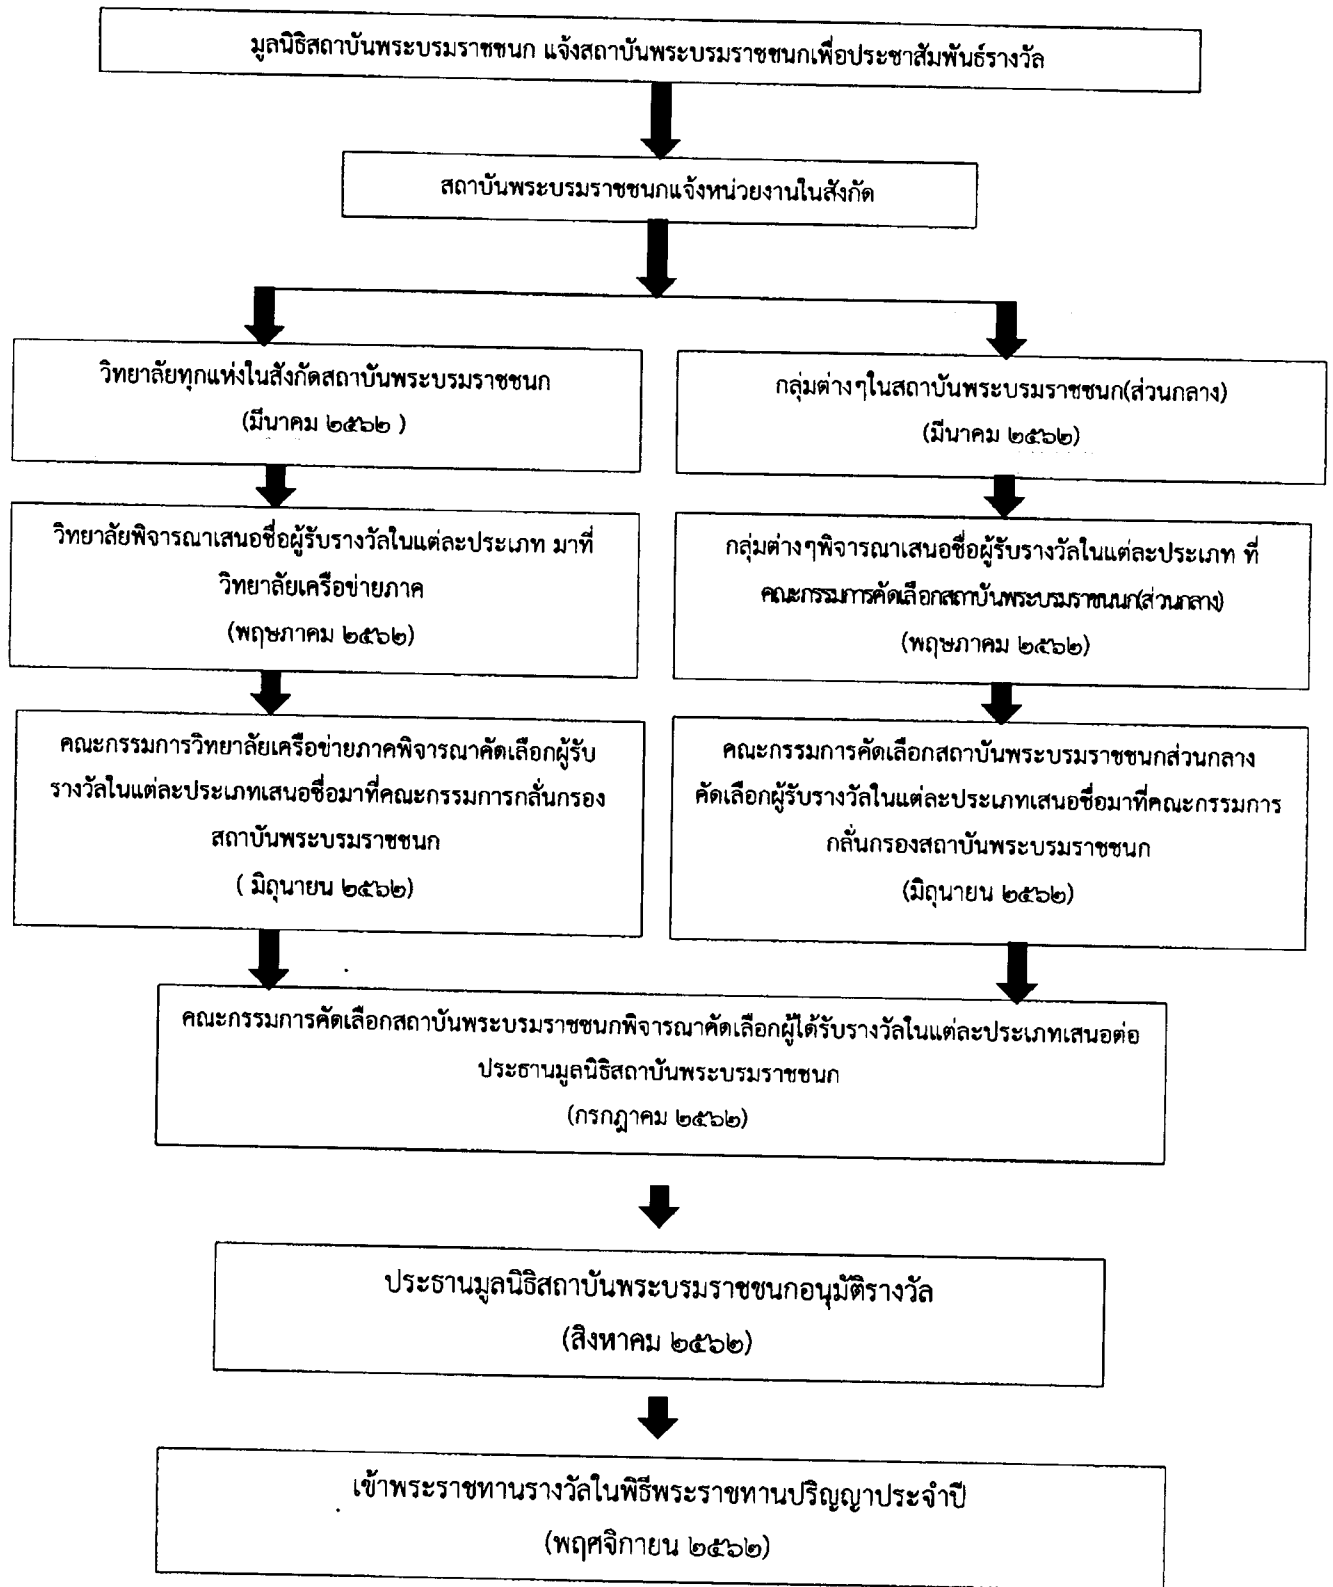 มูลนิธิสถาบันพระบรมราชชนก แจ้งสถาบันพระบรมราชชนกเพื่อประชาสัมพันธ์รางวัล
สถาบันพระบรมราชชนกแจ้งหน่วยงานในสังกัด
วิทยาลัยทุกแห่งในสังกัดสถาบันพระบรมราชชนก
(มีนาคม ๒๕๖๒ )
กลุ่มต่างๆในสถาบันพระบรมราชชนก(ส่วนกลาง)
(มีนาคม ๒๕๖๒)
วิทยาลัยพิจารณาเสนอชื่อผู้รับรางวัลในแต่ละประเภท มาที่
วิทยาลัยเครือข่ายภาค
(พฤษภาคม ๒๕๖๒)
กลุ่มต่างๆพิจารณาเสนอชื่อผู้รับรางวัลในแต่ละประเภท ที่
คณะกรรมการคัดเลือกสถาบันพระบรมราชนนก(ส่วนกลาง)
(พฤษภาคม ๒๕๖๒)
คณะกรรมการวิทยาลัยเครือข่ายภาคพิจารณาคัดเลือกผู้รับ
รางวัลในแต่ละประเภทเสนอชื่อมาที่คณะกรรมการกลั่นกรอง
สถาบันพระบรมราชชนก
( มิถุนายน ๒๕๖๒)
คณะกรรมการคัดเลือกสถาบันพระบรมราชชนกส่วนกลาง
คัดเลือกผู้รับรางวัลในแต่ละประเภทเสนอชื่อมาที่คณะกรรมการ
กลั่นกรองสถาบันพระบรมราชชนก
(มิถุนายน ๒๕๖๒)
คณะกรรมการคัดเลือกสถาบันพระบรมราชชนกพิจารณาคัดเลือกผู้ได้รับรางวัลในแต่ละประเภทเสนอต่อ
ประธานมูลนิธิสถาบันพระบรมราชชนก
(กรกฎาคม ๒๕๖๒)
ประธานมูลนิธิสถาบันพระบรมราชชนกอนุมัติรางวัล
(สิงหาคม ๒๕๖๒)
เข้าพระราชทานรางวัลในพิธีพระราชทานปริญญาประจำปี
(พฤศจิกายน ๒๕๖๒)